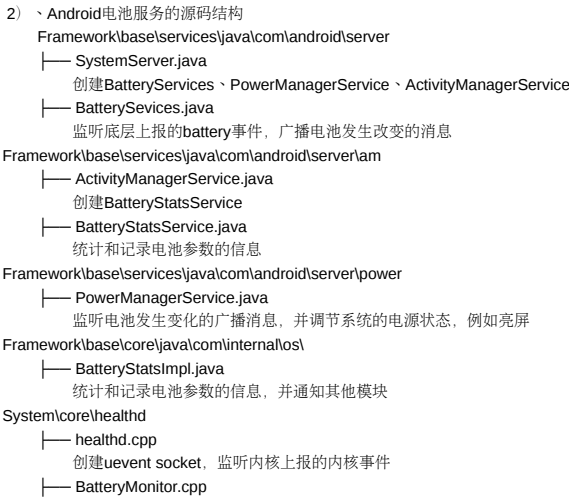 2）、Android电池服务的源码结构
Framework\base\services\java\com\android\server
├── SystemServer.java
创建BatteryServices、PowerManagerService、ActivityManagerService
├── BatterySevices.java
监听底层上报的battery事件，广播电池发生改变的消息
Framework\base\services\java\com\android\server\am
├── ActivityManagerService.java
创建BatteryStatsService
├── BatteryStatsService.java
统计和记录电池参数的信息
Framework\base\services\java\com\android\server\power
├── PowerManagerService.java
监听电池发生变化的广播消息，并调节系统的电源状态，例如亮屏
Framework\base\core\java\com\internal\os\
├── BatteryStatsImpl.java
统计和记录电池参数的信息，并通知其他模块
System\core\healthd
├── healthd.cpp
创建uevent socket，监听内核上报的内核事件
├── BatteryMonitor.cpp